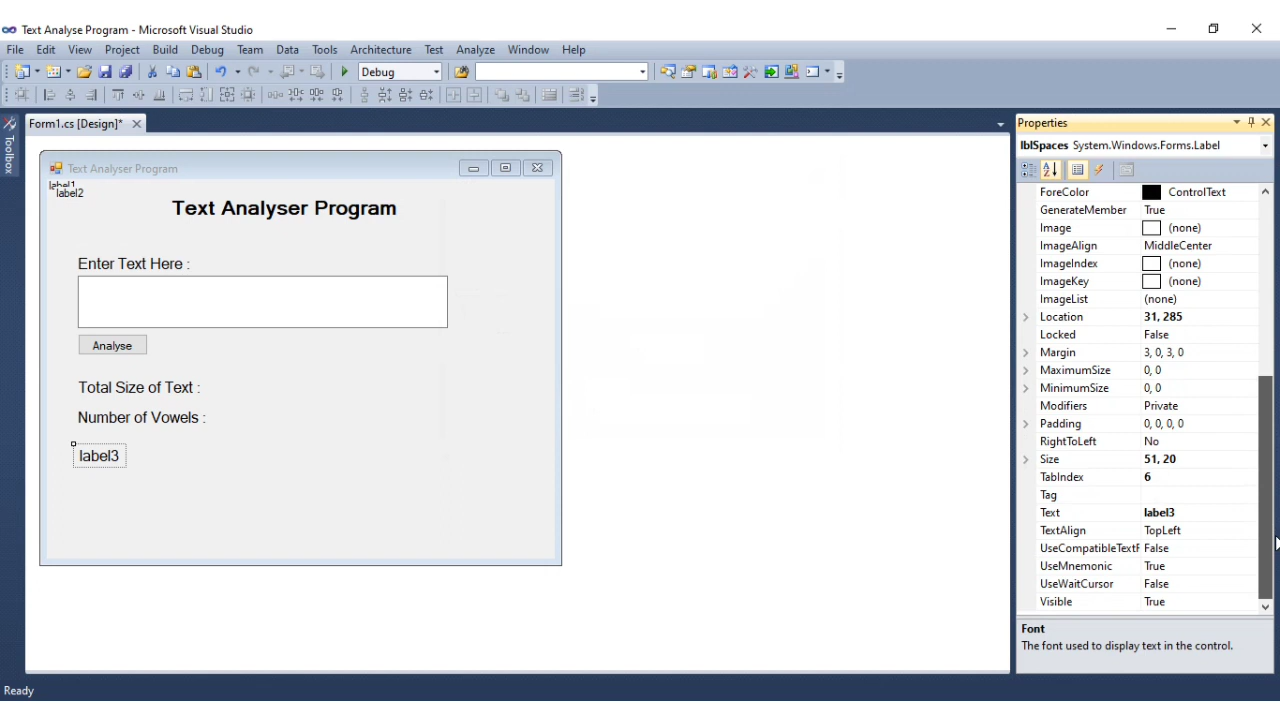 Text Analyse Program - Microsoft Visual Studio
File Edit View Project Build Debug Team Data Tools Architecture Test Analyze Window Help
Debug
Toolbox
Form1.cs [Design]*
Text Analyser Program
label1
label2
Text Analyser Program
Enter Text Here :
Analyse
Total Size of Text :
Number of Vowels :
label3
Properties
lblSpaces System.Windows.Forms.Label
ForeColor ControlText
GenerateMember True
Image (none)
ImageAlign MiddleCenter
ImageIndex (none)
ImageKey (none)
ImageList (none)
Location 31, 285
Locked False
Margin 3, 0, 3, 0
MaximumSize 0, 0
MinimumSize 0, 0
Modifiers Private
Padding 0, 0, 0, 0
RightToLeft No
Size 51, 20
TabIndex 6
Tag
Text label3
TextAlign TopLeft
UseCompatibleTextF False
UseMnemonic True
UseWaitCursor False
Visible True
Font
The font used to display text in the control.
Ready